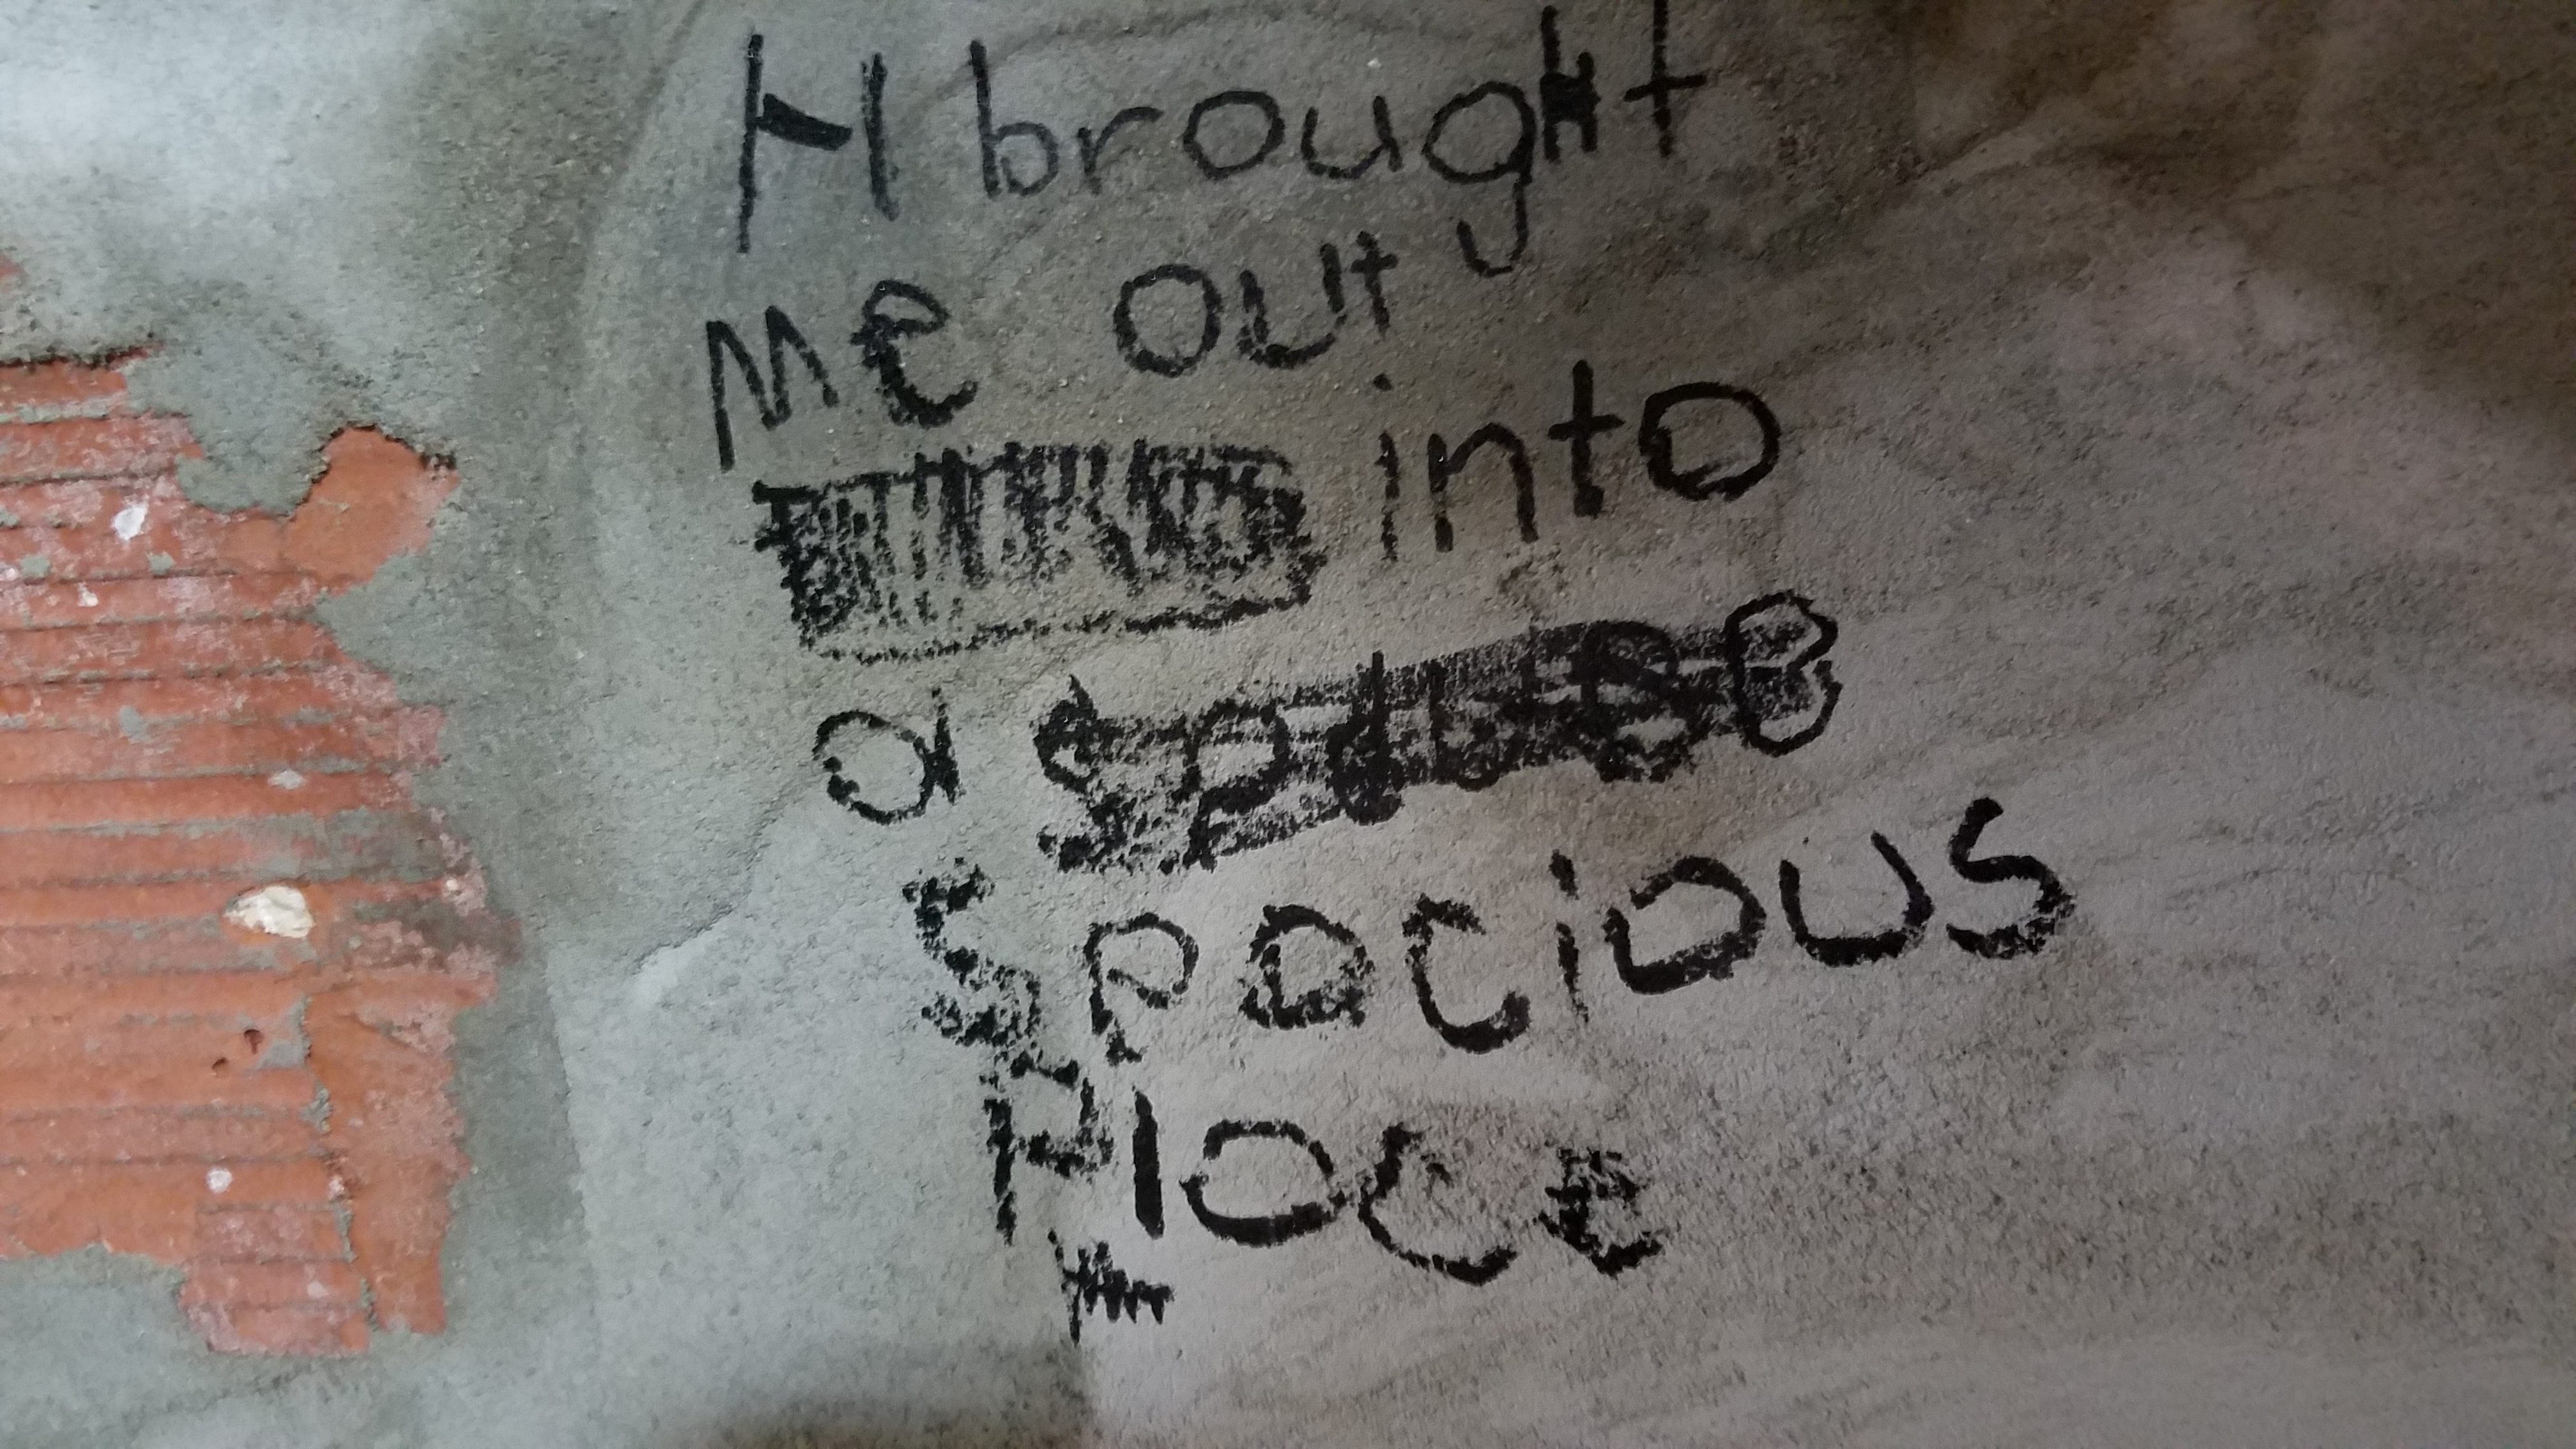 H brought
me out
into
a
spacious
place